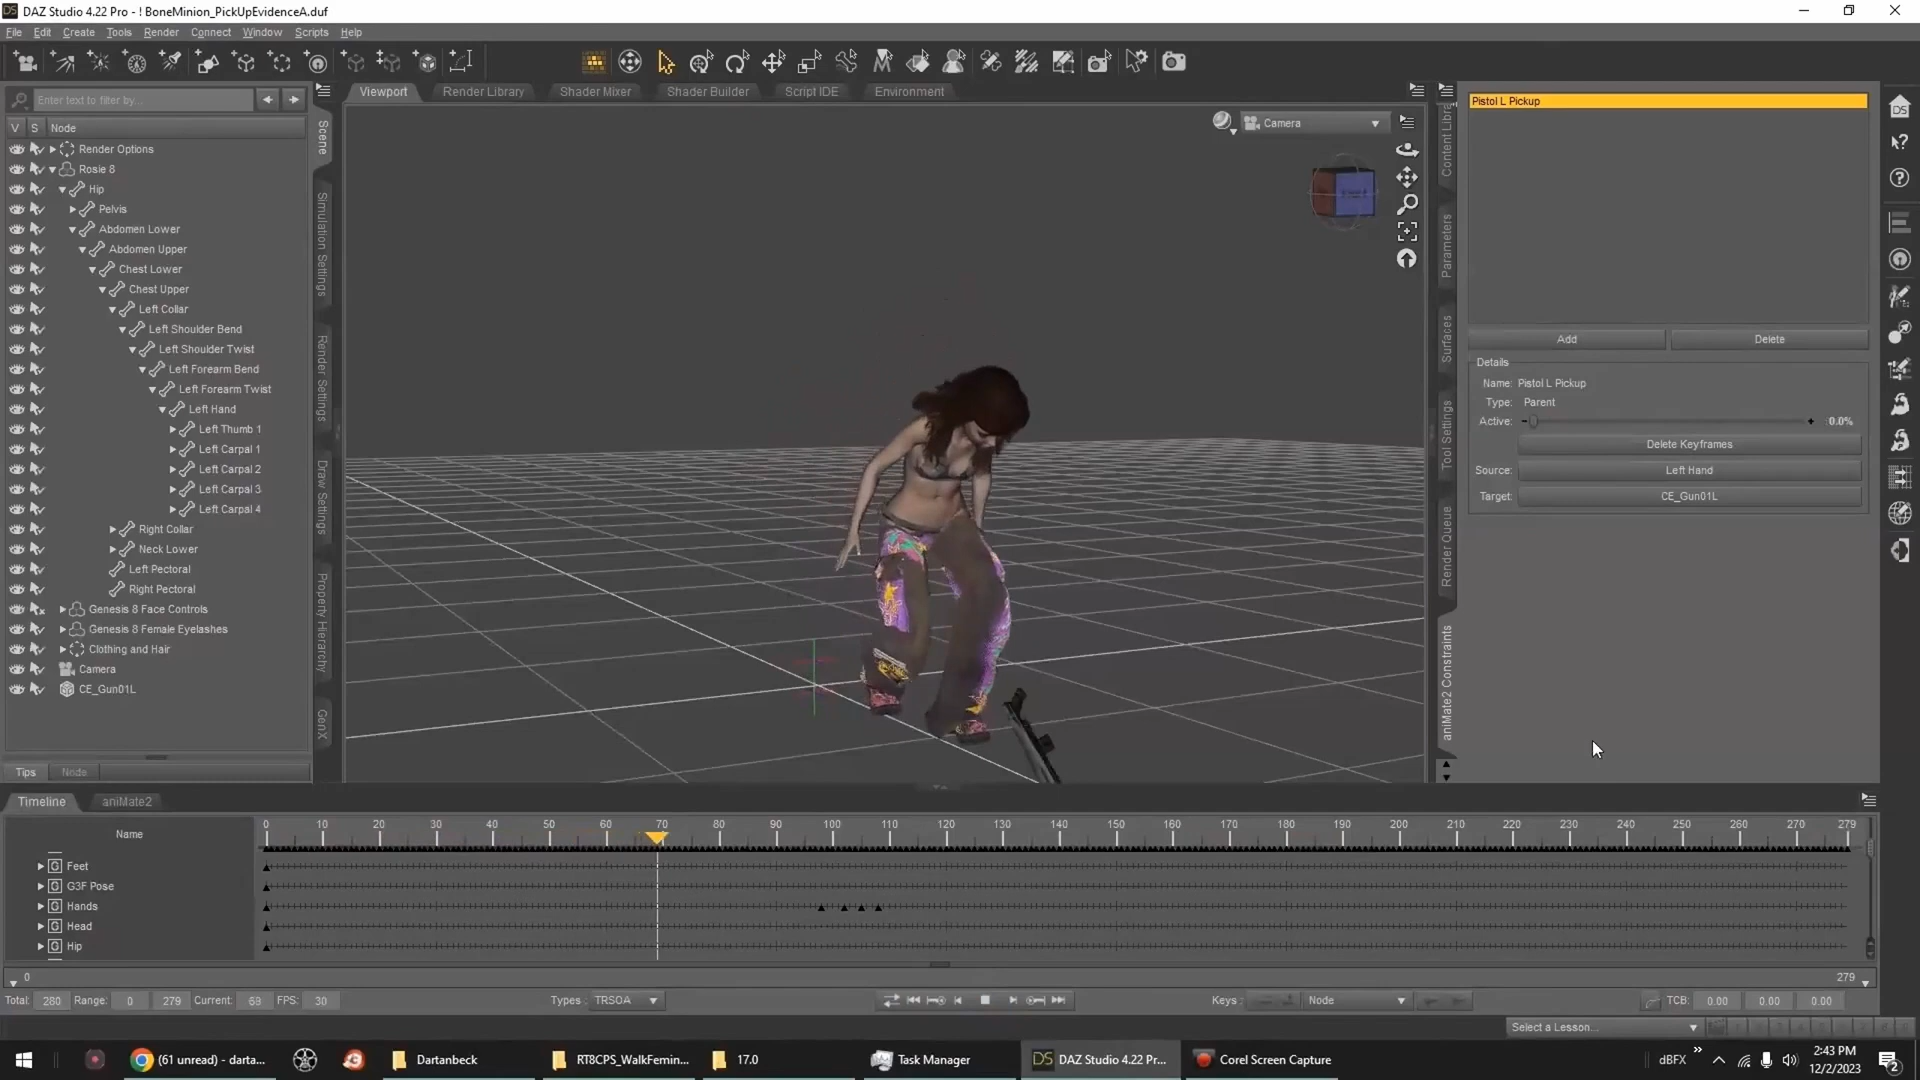 DAZ Studio 4.22 Pro - ! BoneMinion_PickUpEvidenceA.duf
File Edit Create Tools Render Connect Window Scripts Help
Enter text to filter by...
Viewport Render Library Shader Mixer Shader Builder Script IDE Environment
V S Node
Render Options
Rosie 8
Hip
Pelvis
Abdomen Lower
Abdomen Upper
Chest Lower
Chest Upper
Left Collar
Left Shoulder Bend
Left Shoulder Twist
Left Forearm Bend
Left Forearm Twist
Left Hand
Left Thumb 1
Left Carpal 1
Left Carpal 2
Left Carpal 3
Left Carpal 4
Right Collar
Neck Lower
Left Pectoral
Right Pectoral
Genesis 8 Face Controls
Genesis 8 Female Eyelashes
Clothing and Hair
Camera
CE_Gun01L
Tips Node
Scene
Simulation Settings
Render Settings
Draw Settings
Property Hierarchy
GenX
Camera
Content Libra
Parameters
Surfaces
Tool Settings
Render Queue
aniMate2 Constraints
Pistol L Pickup
Add Delete
Details
Name: Pistol L Pickup
Type: Parent
Active: 0.0%
Delete Keyframes
Source: Left Hand
Target: CE_Gun01L
Timeline aniMate2
Name
0 10 20 30 40 50 60 70 80 90 100 110 120 130 140 150 160 170 180 190 200 210 220 230 240 250 260 270 279
Feet
G3F Pose
Hands
Head
Hip
0 279
Total: 280 Range: 0 279 Current: 69 FPS: 30 Types : TRSOA Keys : Node TCB: 0.00 0.00 0.00
Select a Lesson...
(61 unread) - darta... Dartanbeck RT8CPS_WalkFemin... 17.0 Task Manager DAZ Studio 4.22 Pr... Corel Screen Capture dBFX
2:43 PM
12/2/2023
2